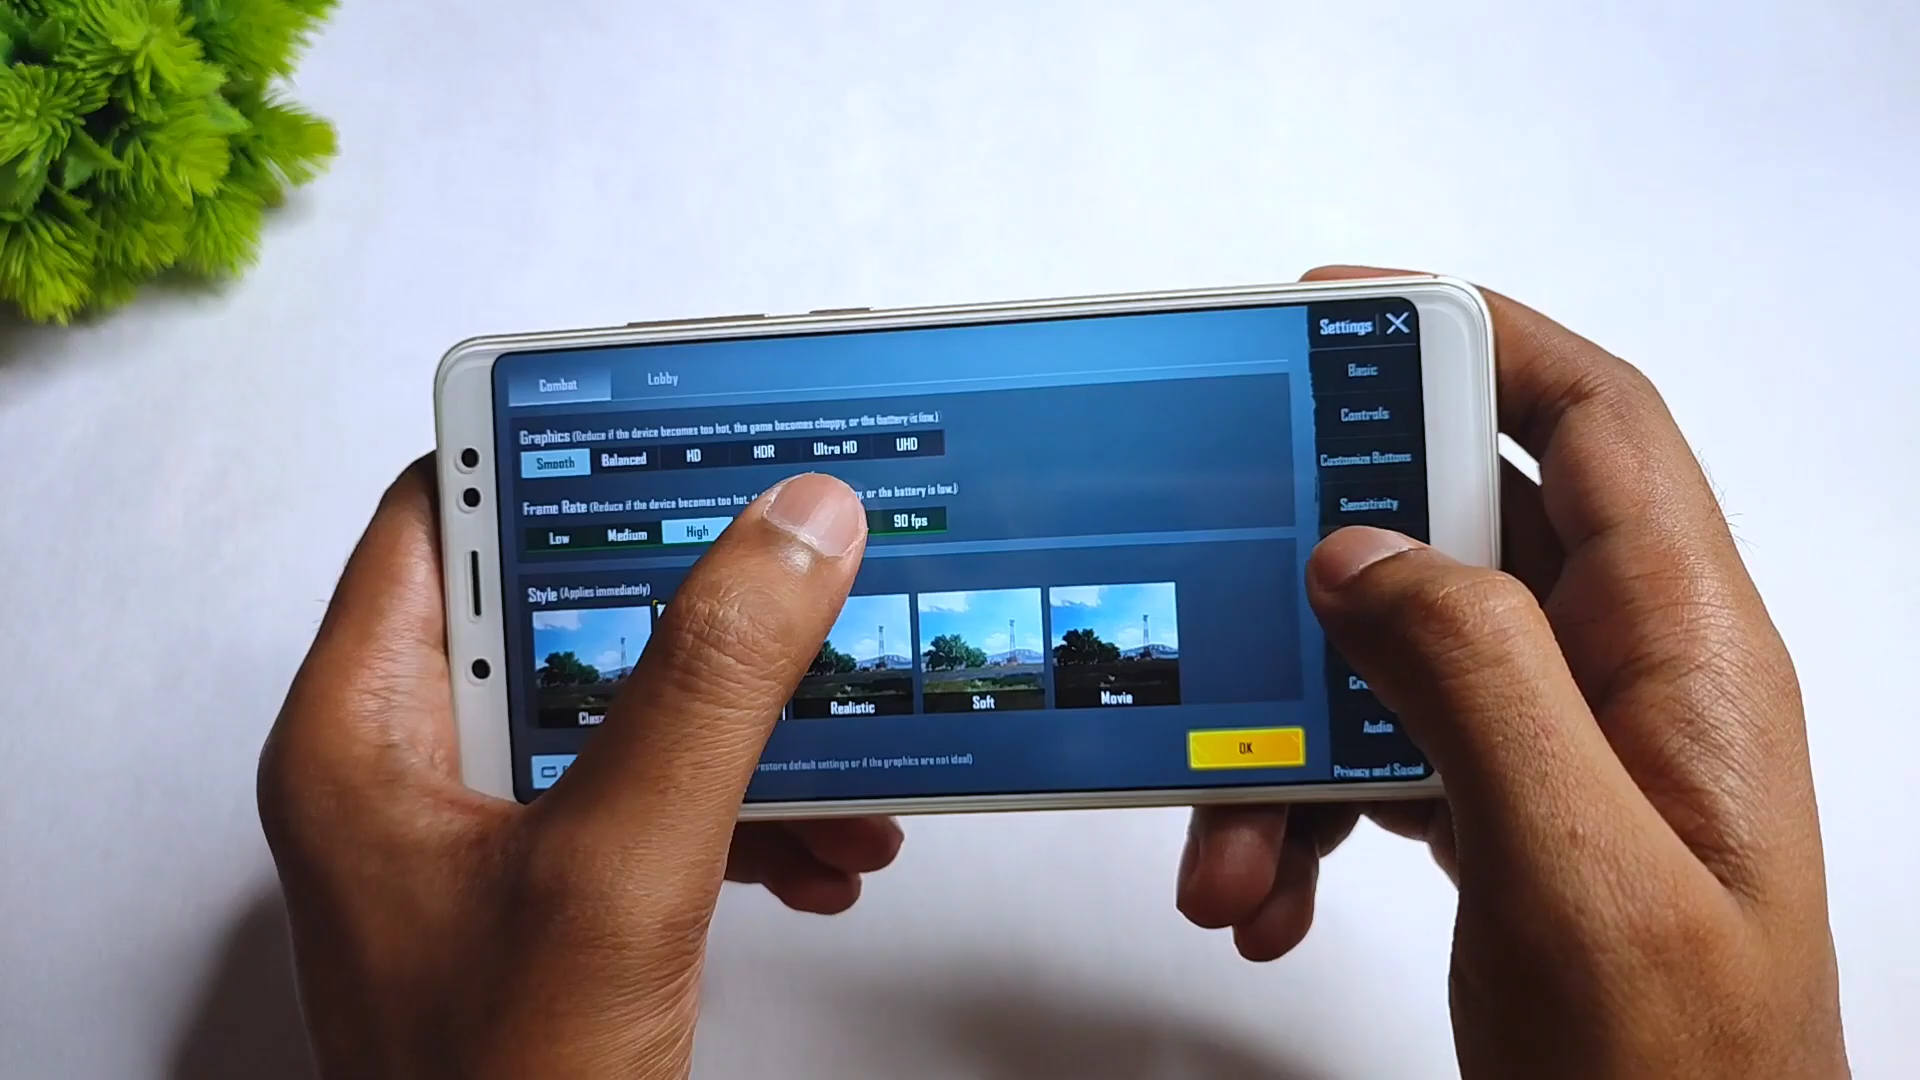 Settings
Combat Lobby
Basic
Graphics (Reduce if the device becomes too hot, the game becomes choppy, or the battery is low.)
Controls
Smooth Balanced HD HDR Ultra HD UHD
Customize Buttons
Frame Rate (Reduce if the device becomes too hot, or the battery is low.)
Sensitivity
Low Medium High 90 fps
Style (Applies immediately)
Realistic Soft Movie
Audio
OK
restore default settings or if the graphics are not ideal)
Privacy and Social